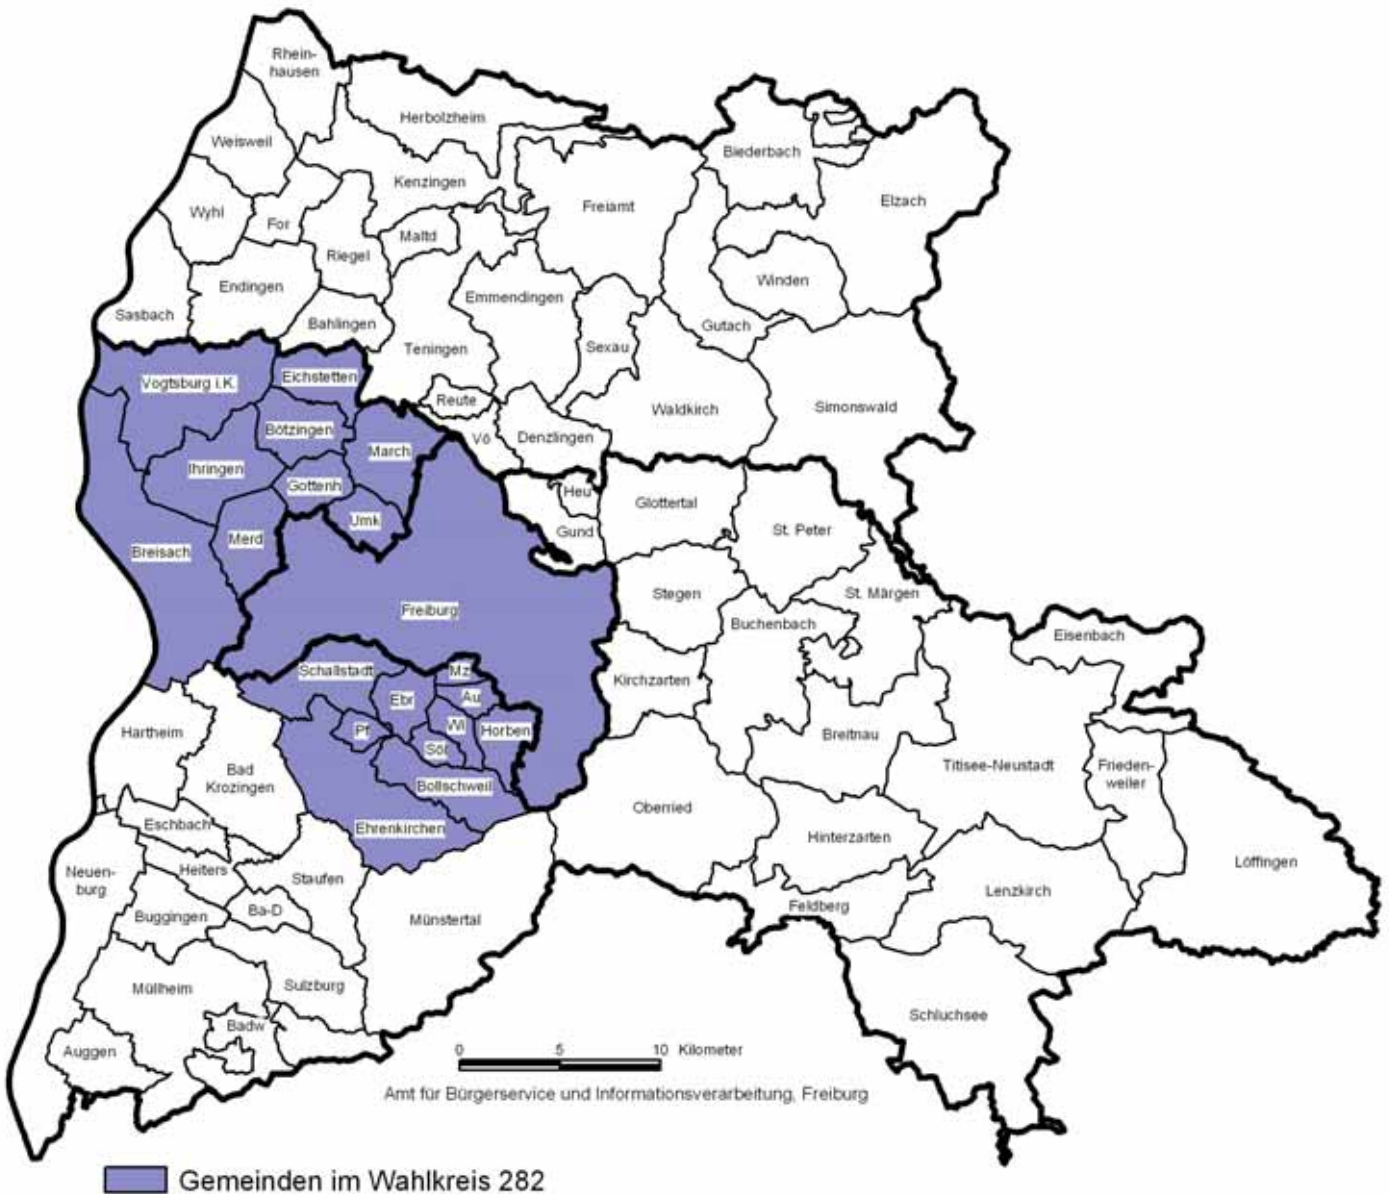 Rhein-
hausen
Herbolzheim
Weisweil
Biederbach
Kenzingen
Elzach
Freiamt
Wyhl
For
Maltd
Riegel
Winden
Endingen
Emmendingen
Sasbach
Bahlingen
Gutach
Teningen
Sexau
Vogtsburg i.K.
Eichstetten
Reute
Waldkirch
Simonswald
Bötzingen
Vö
Denzlingen
March
Ihringen
Gottenh
Heu
Glottertal
Umk
Gund
St. Peter
Merd
Breisach
Stegen
St. Märgen
Freiburg
Buchenbach
Eisenbach
Schallstadt
Mz
Kirchzarten
Ebr
Au
Hartheim
Pf
Wi
Horben
Breitnau
Söl
Bad
Krozingen
Titisee-Neustadt
Frieden-
weiler
Bollschweil
Oberried
Eschbach
Ehrenkirchen
Hinterzarten
Neuen-
burg
Heiters
Staufen
Löffingen
Lenzkirch
Buggingen
Ba-D
Münstertal
Feldberg
Müllheim
Sulzburg
Schluchsee
Badw
Auggen
0 5 10 Kilometer
Amt für Bürgerservice und Informationsverarbeitung, Freiburg
Gemeinden im Wahlkreis 282